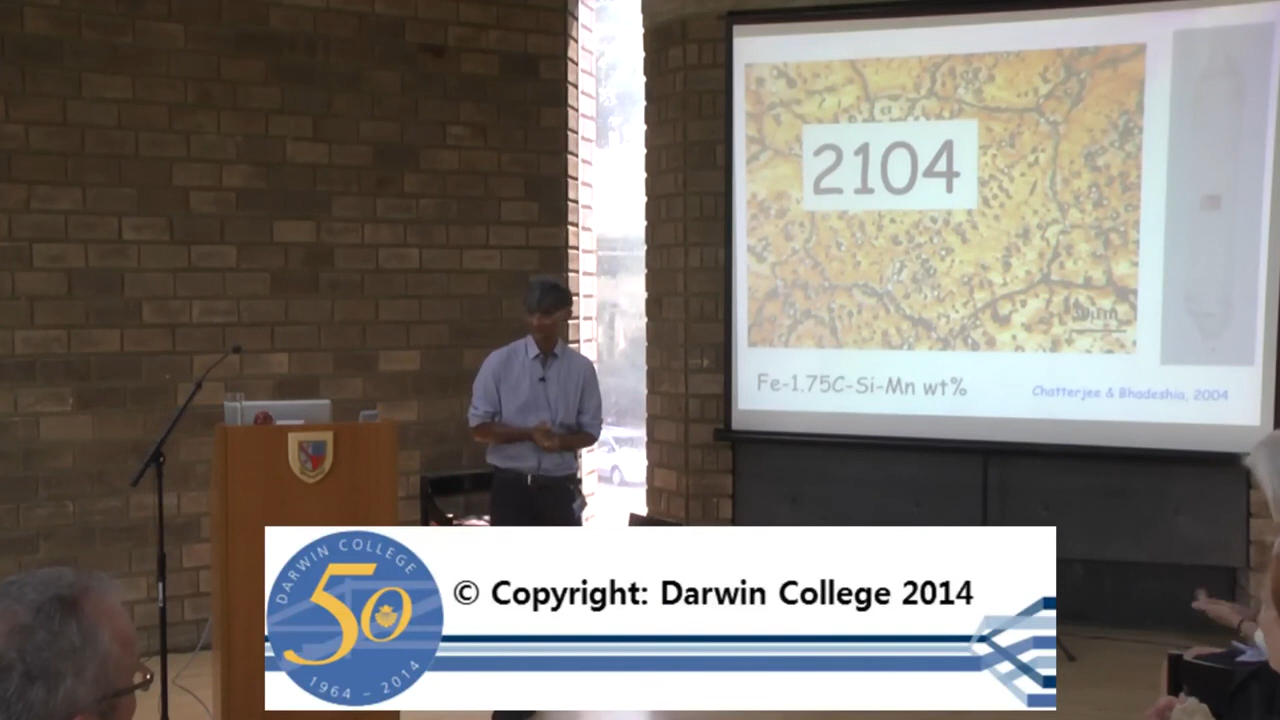 2104
30μm
Fe-1.75C-Si-Mn wt%
Chatterjee & Bhadeshia, 2004
DARWIN COLLEGE
50
1964 - 2014
© Copyright: Darwin College 2014